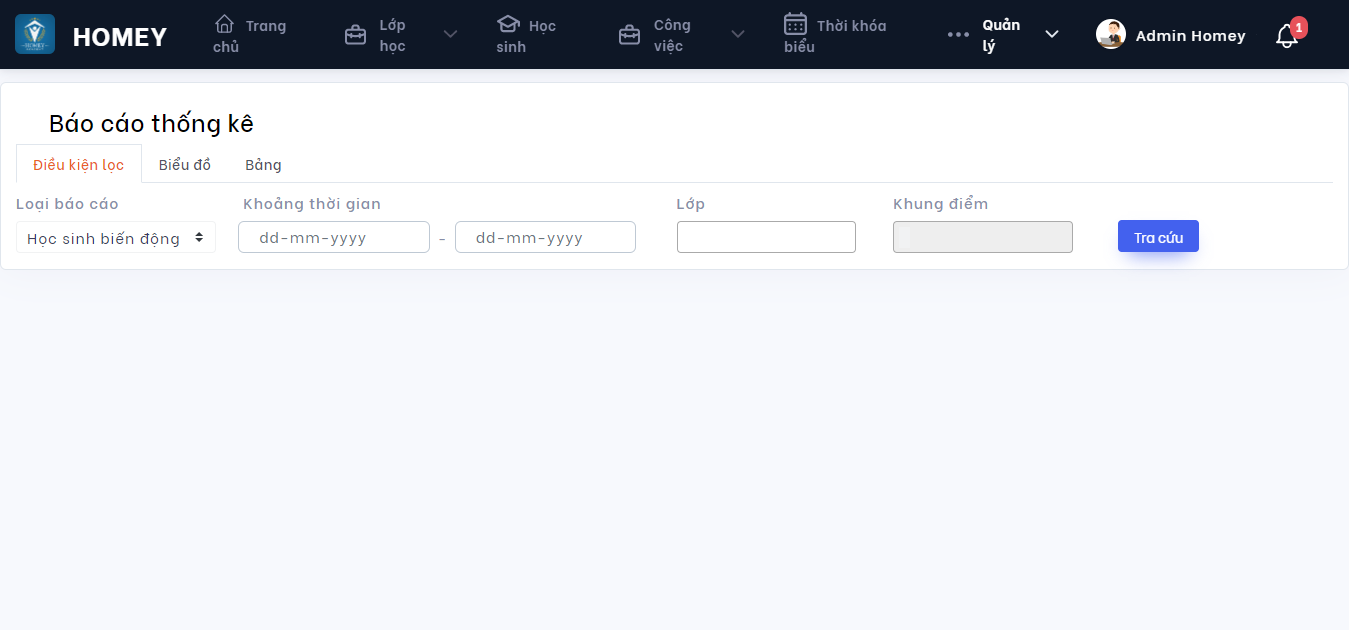 HOMEY
Trang chủ
Lớp học
Học sinh
Công việc
Thời khóa biểu
Quản lý
Admin Homey
1
Báo cáo thống kê
Điều kiện lọc
Biểu đồ
Bảng
Loại báo cáo
Khoảng thời gian
Lớp
Khung điểm
Học sinh biến động
dd-mm-yyyy
-
dd-mm-yyyy
Tra cứu